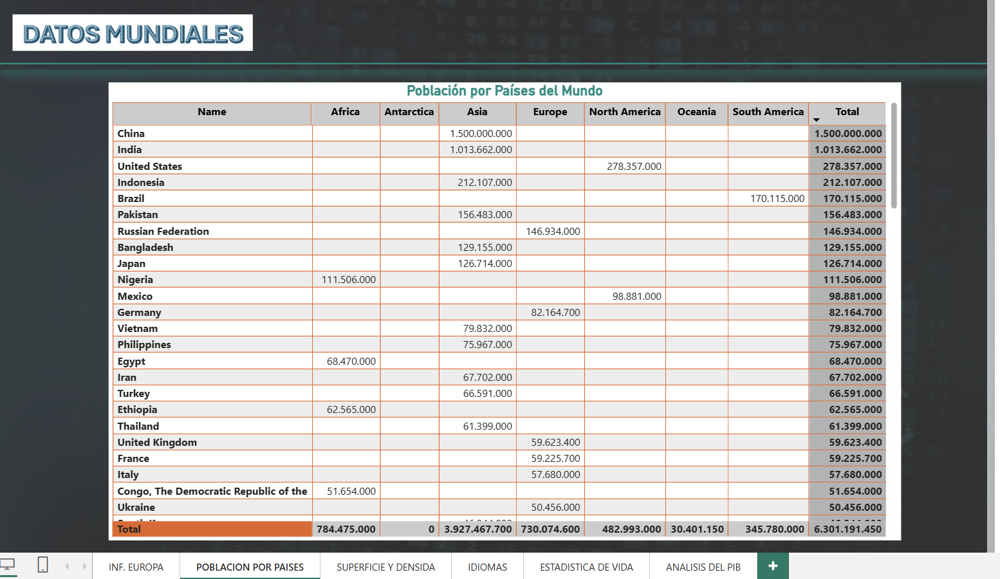 DATOS MUNDIALES
Población por Países del Mundo
Name Africa Antarctica Asia Europe North America Oceania South America Total
China 1.500.000.000 1.500.000.000
India 1.013.662.000 1.013.662.000
United States 278.357.000 278.357.000
Indonesia 212.107.000 212.107.000
Brazil 170.115.000 170.115.000
Pakistan 156.483.000 156.483.000
Russian Federation 146.934.000 146.934.000
Bangladesh 129.155.000 129.155.000
Japan 126.714.000 126.714.000
Nigeria 111.506.000 111.506.000
Mexico 98.881.000 98.881.000
Germany 82.164.700 82.164.700
Vietnam 79.832.000 79.832.000
Philippines 75.967.000 75.967.000
Egypt 68.470.000 68.470.000
Iran 67.702.000 67.702.000
Turkey 66.591.000 66.591.000
Ethiopia 62.565.000 62.565.000
Thailand 61.399.000 61.399.000
United Kingdom 59.623.400 59.623.400
France 59.225.700 59.225.700
Italy 57.680.000 57.680.000
Congo, The Democratic Republic of the 51.654.000 51.654.000
Ukraine 50.456.000 50.456.000
Total 784.475.000 0 3.927.467.700 730.074.600 482.993.000 30.401.150 345.780.000 6.301.191.450
INF. EUROPA POBLACION POR PAISES SUPERFICIE Y DENSIDA IDIOMAS ESTADISTICA DE VIDA ANALISIS DEL PIB